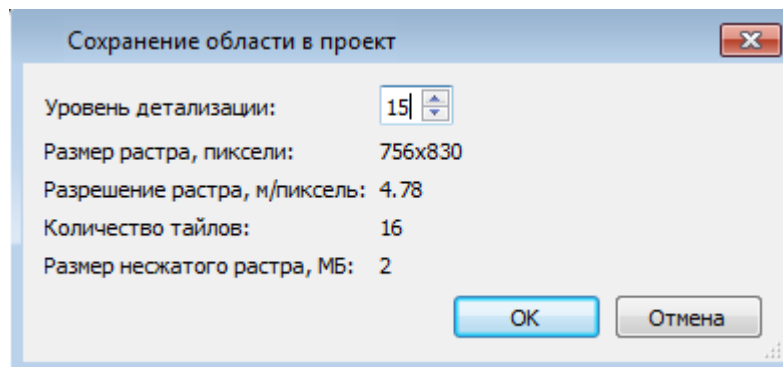 Сохранение области в проект
Уровень детализации: 15
Размер растра, пиксели: 756x830
Разрешение растра, м/пиксель: 4.78
Количество тайлов: 16
Размер несжатого растра, МБ: 2
OK Отмена